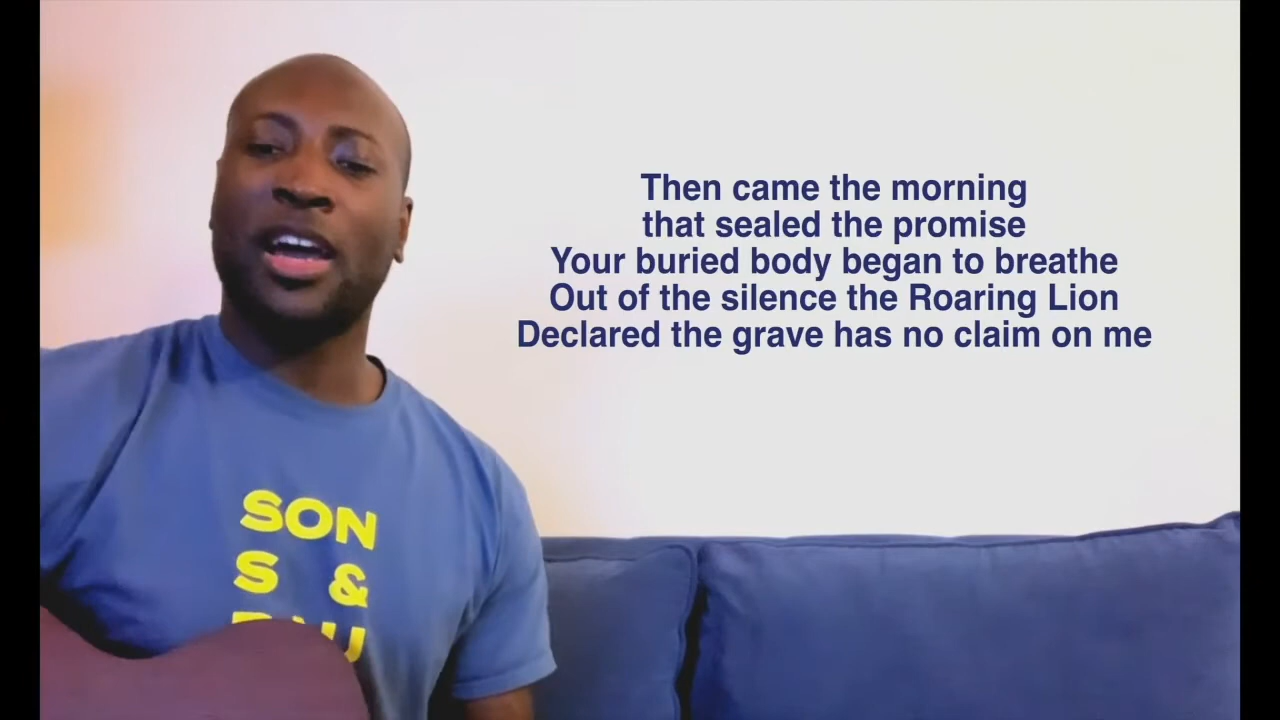 Then came the morning
that sealed the promise
Your buried body began to breathe
Out of the silence the Roaring Lion
Declared the grave has no claim on me
SON
S &